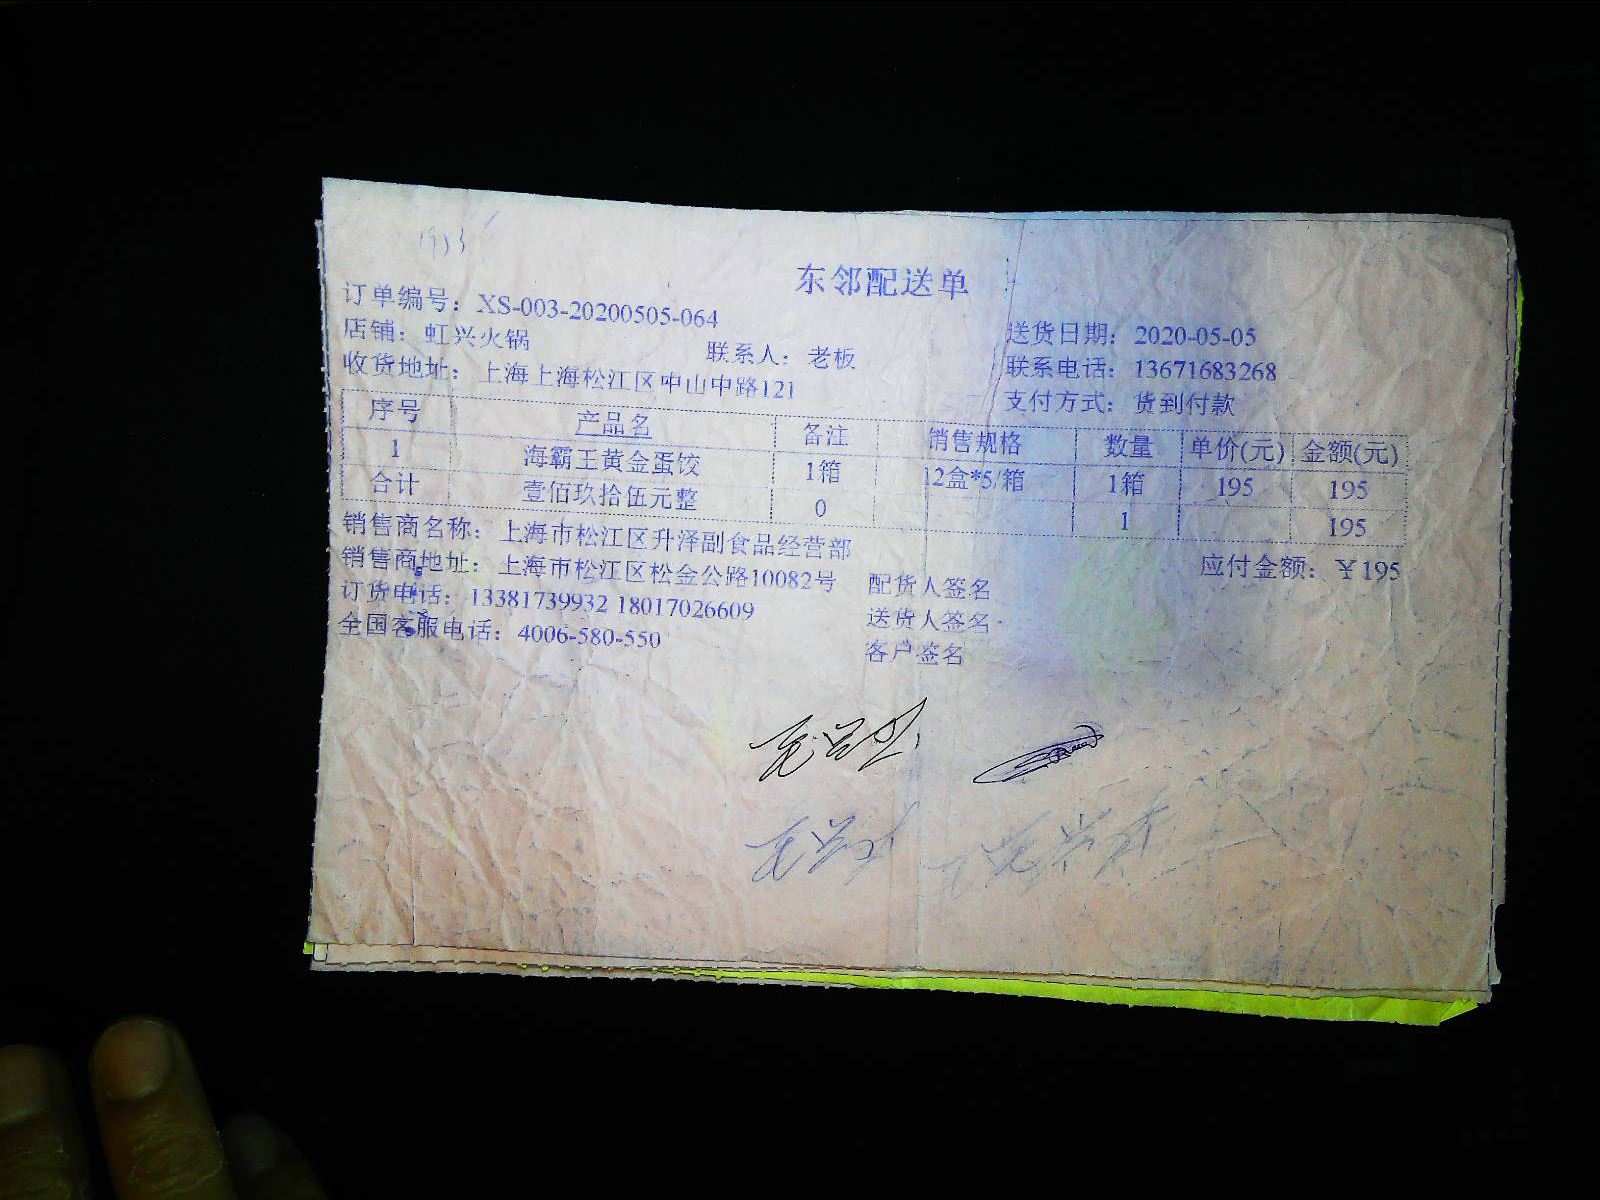 东邻配送单
订单编号：XS-003-20200505-064 送货日期：2020-05-05
店铺：虹兴火锅 联系人：老板 联系电话：13671683268
收货地址：上海上海松江区中山中路121 支付方式：货到付款
序号 产品名 备注 销售规格 数量 单价(元) 金额(元)
1 海霸王黄金蛋饺 1箱 12盒*5/箱 1箱 195 195
合计 壹佰玖拾伍元整 0 1 195
销售商名称：上海市松江区升泽副食品经营部 应付金额：￥195
销售商地址：上海市松江区松金公路10082号 配货人签名
订货电话：13381739932 18017026609 送货人签名
全国客服电话：4006-580-550 客户签名